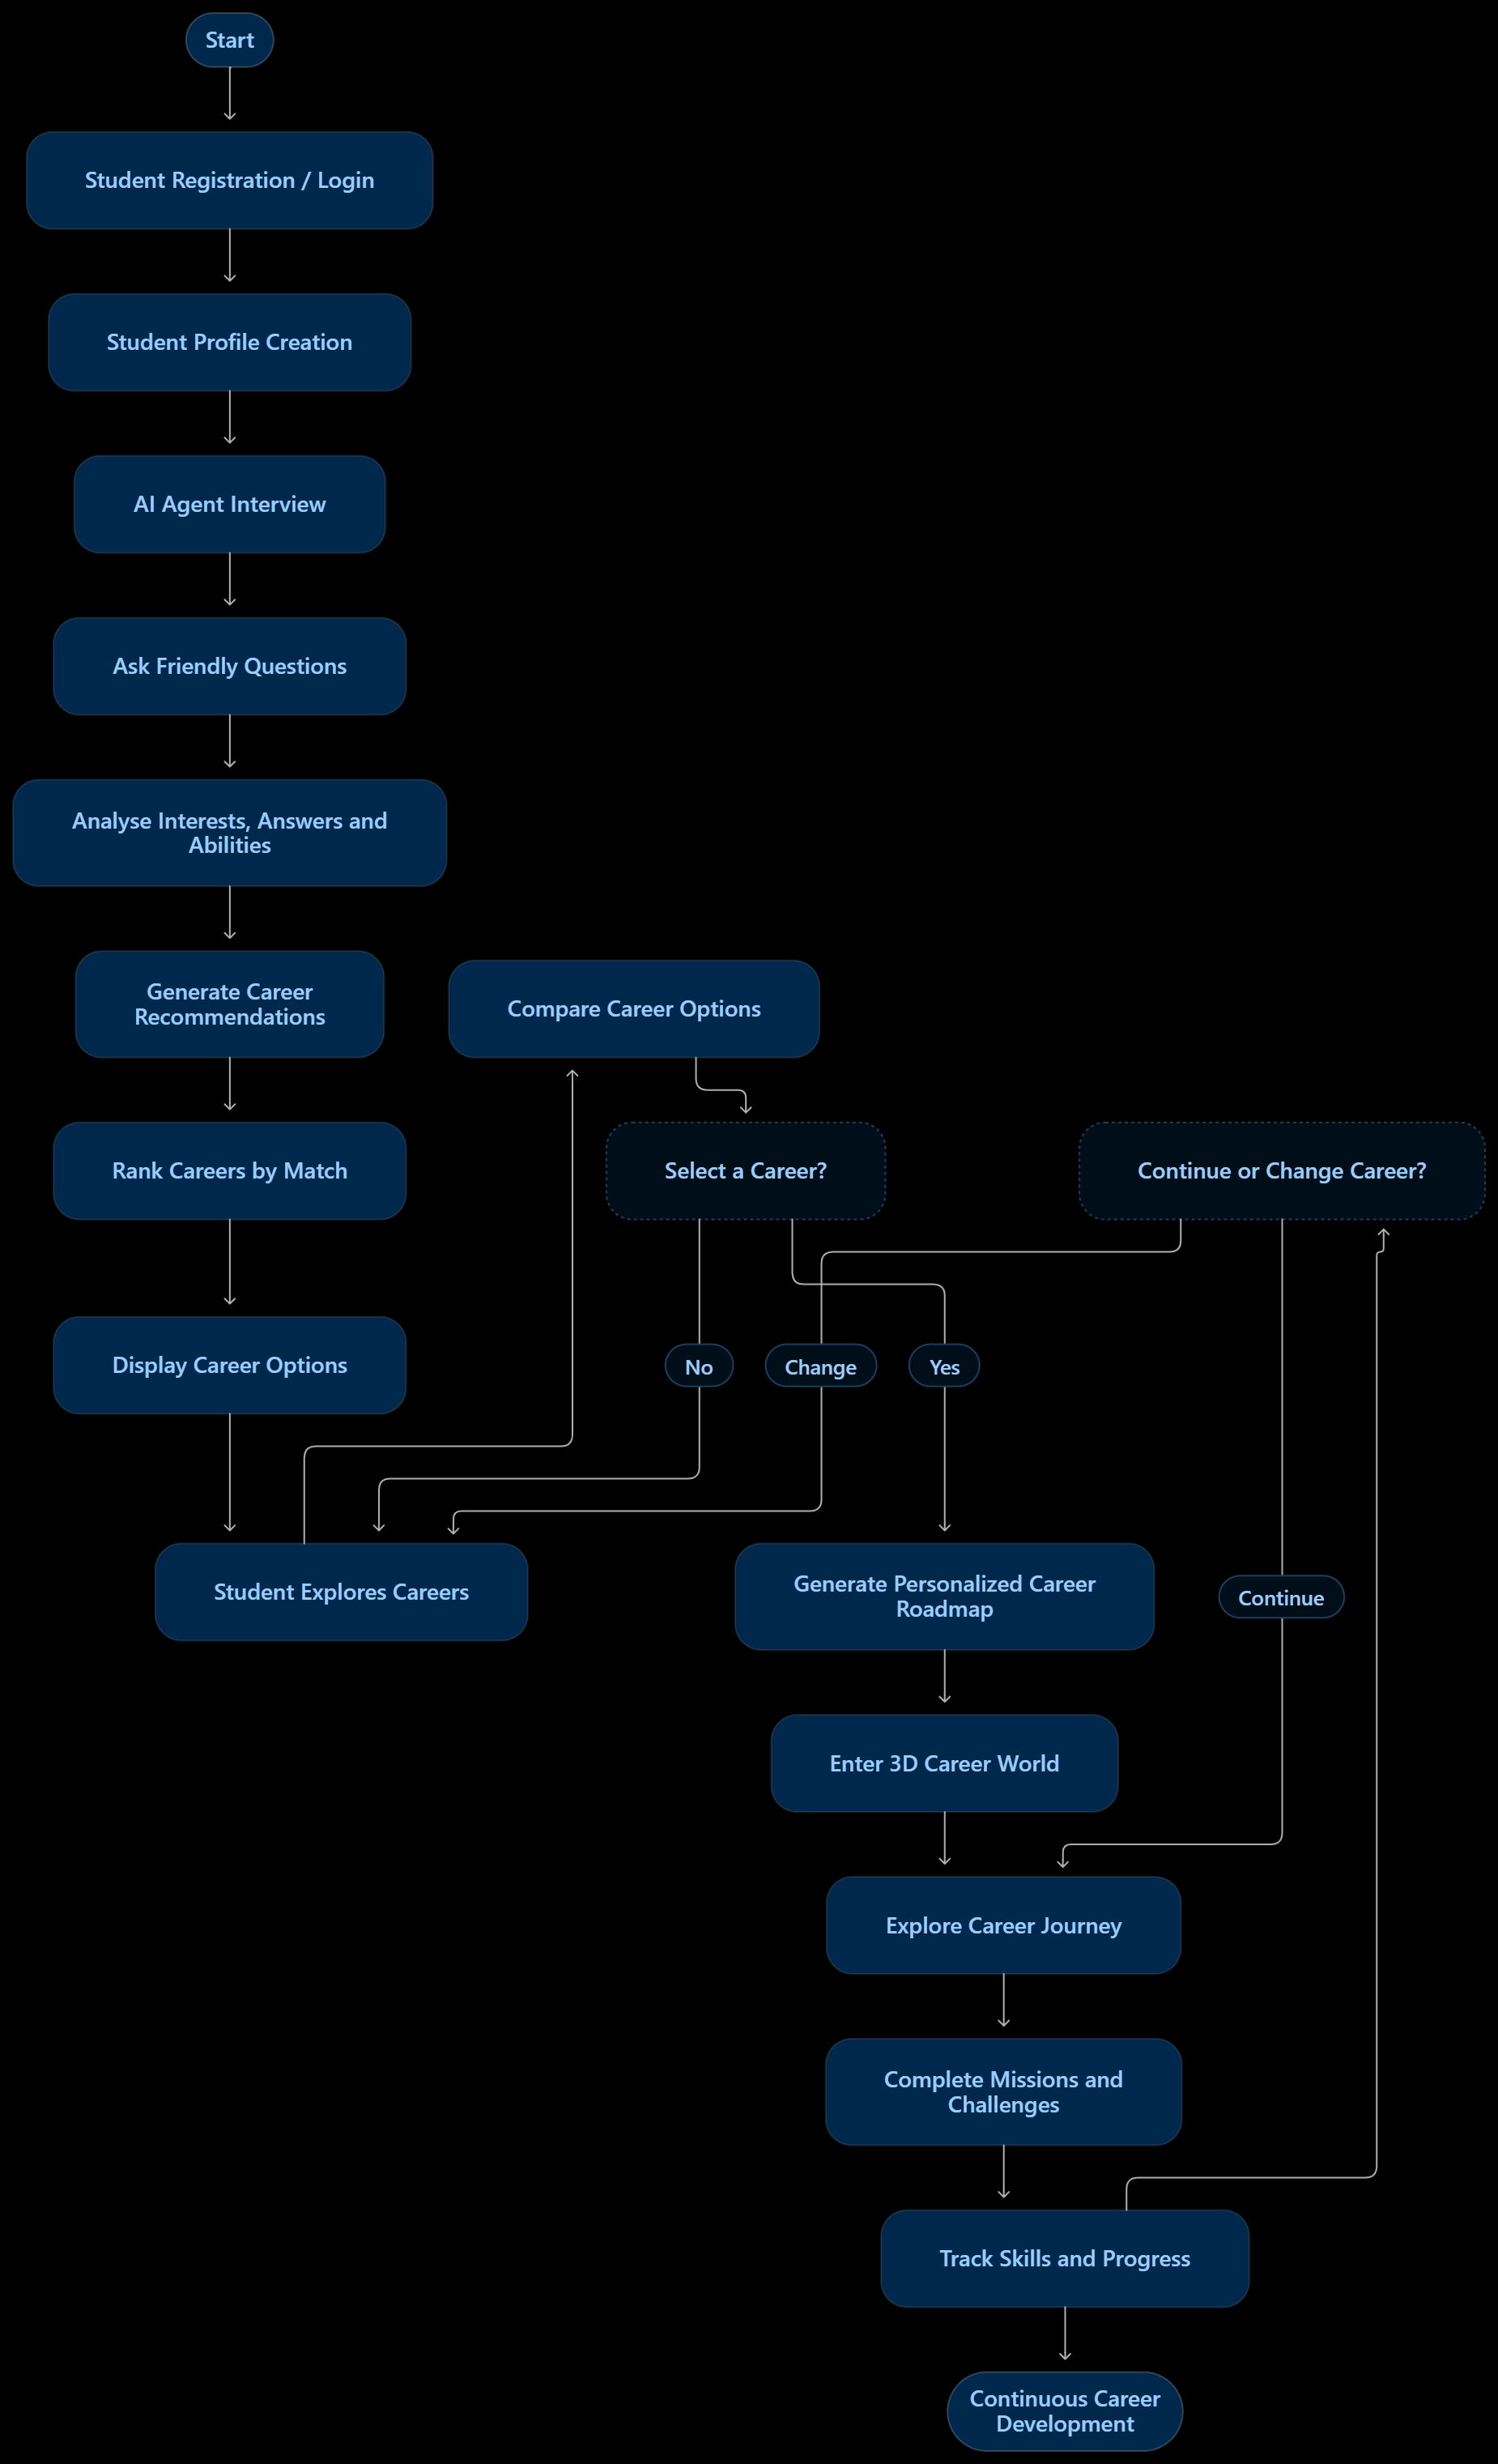 Start
Student Registration / Login
Student Profile Creation
AI Agent Interview
Ask Friendly Questions
Analyse Interests, Answers and
Abilities
Generate Career
Recommendations
Compare Career Options
Rank Careers by Match
Select a Career?
Continue or Change Career?
Display Career Options
No
Change
Yes
Student Explores Careers
Generate Personalized Career
Roadmap
Continue
Enter 3D Career World
Explore Career Journey
Complete Missions and
Challenges
Track Skills and Progress
Continuous Career
Development